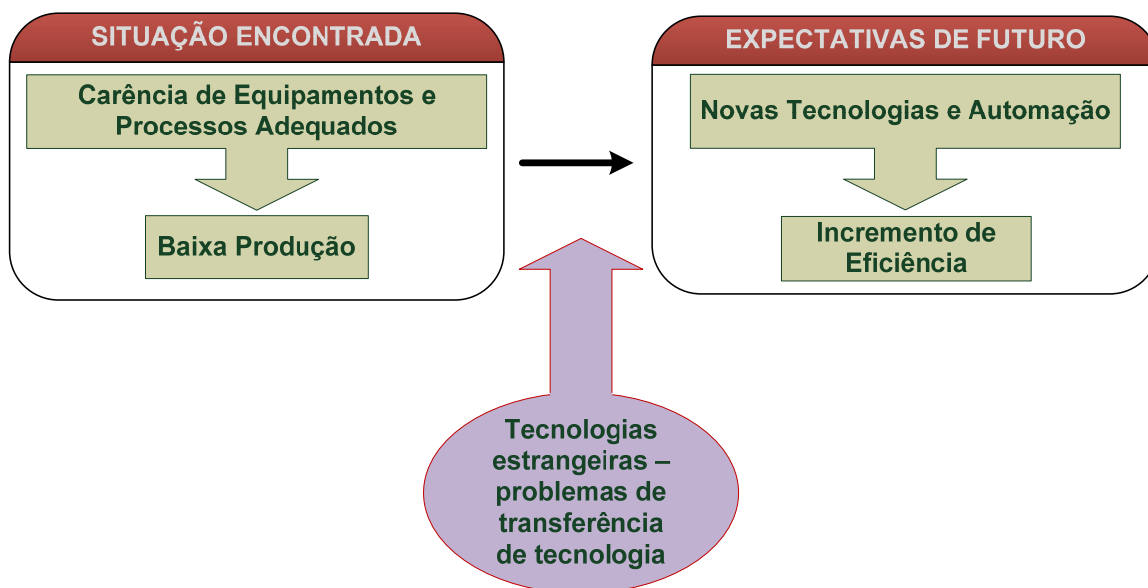 SITUAÇÃO ENCONTRADA
Carência de Equipamentos e
Processos Adequados
Baixa Produção
EXPECTATIVAS DE FUTURO
Novas Tecnologias e Automação
Incremento de
Eficiência
Tecnologias
estrangeiras –
problemas de
transferência
de tecnologia